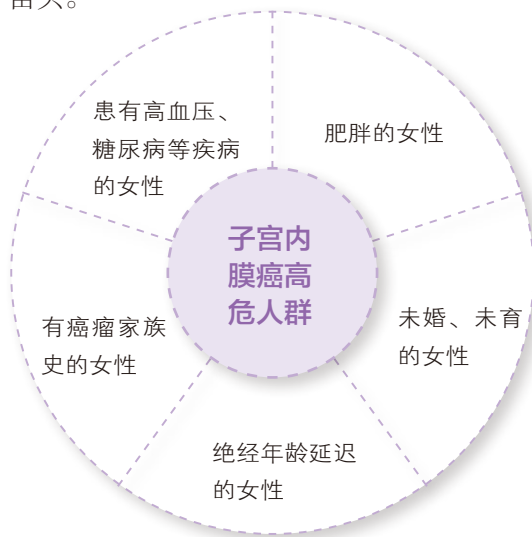 子宫内
膜癌高
危人群
肥胖的女性
未婚、未育
的女性
绝经年龄延迟
的女性
有癌瘤家族
史的女性
患有高血压、
糖尿病等疾病
的女性